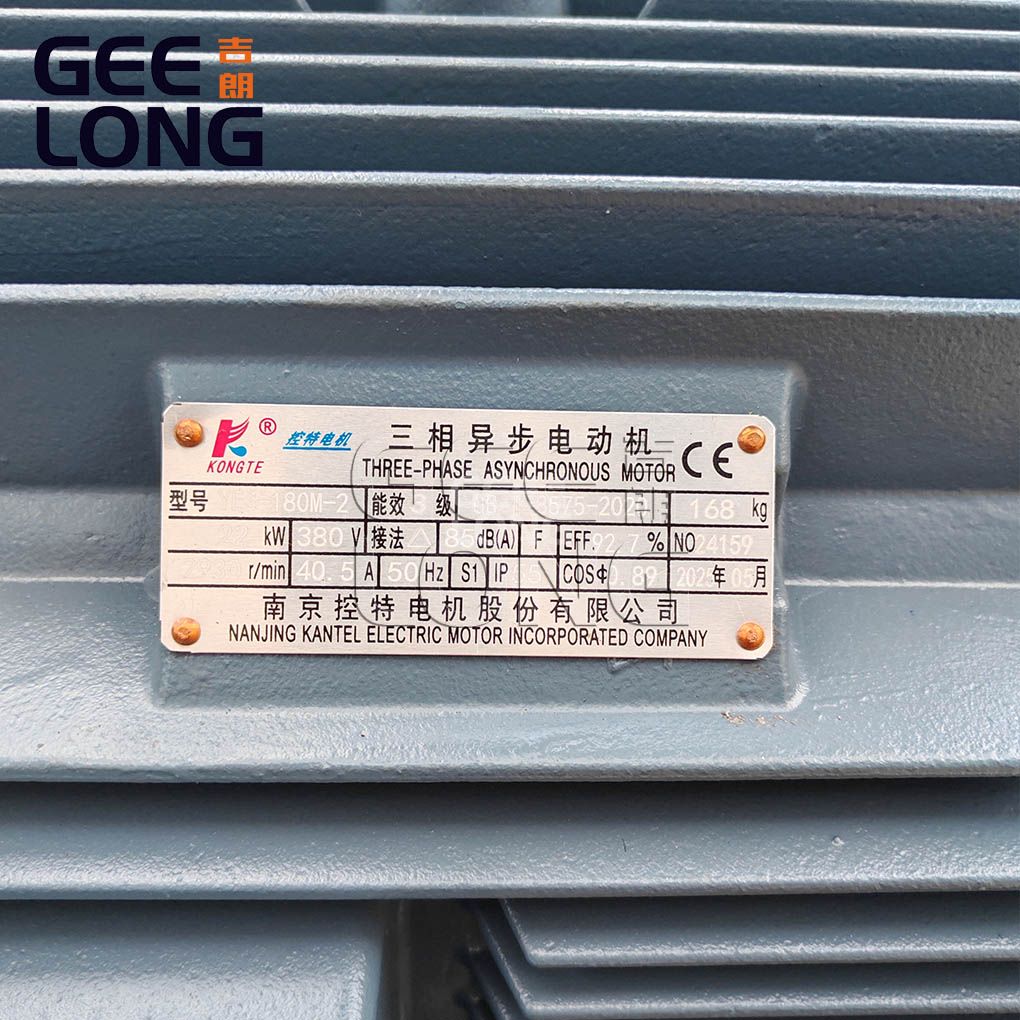 GEE 吉朗
LONG
KONGTE ® 控特电机 三相异步电动机 CE
THREE-PHASE ASYNCHRONOUS MOTOR
型号 180M-2 能效 3 级 168 kg
kW 380 V 接法 △ 85 dB(A) F EFF. 92.7 % NO 24159
r/min 40.5 A 50 Hz S1 IP COSΦ 0.89 2025 年 05 月
南京控特电机股份有限公司
NANJING KANTEL ELECTRIC MOTOR INCORPORATED COMPANY